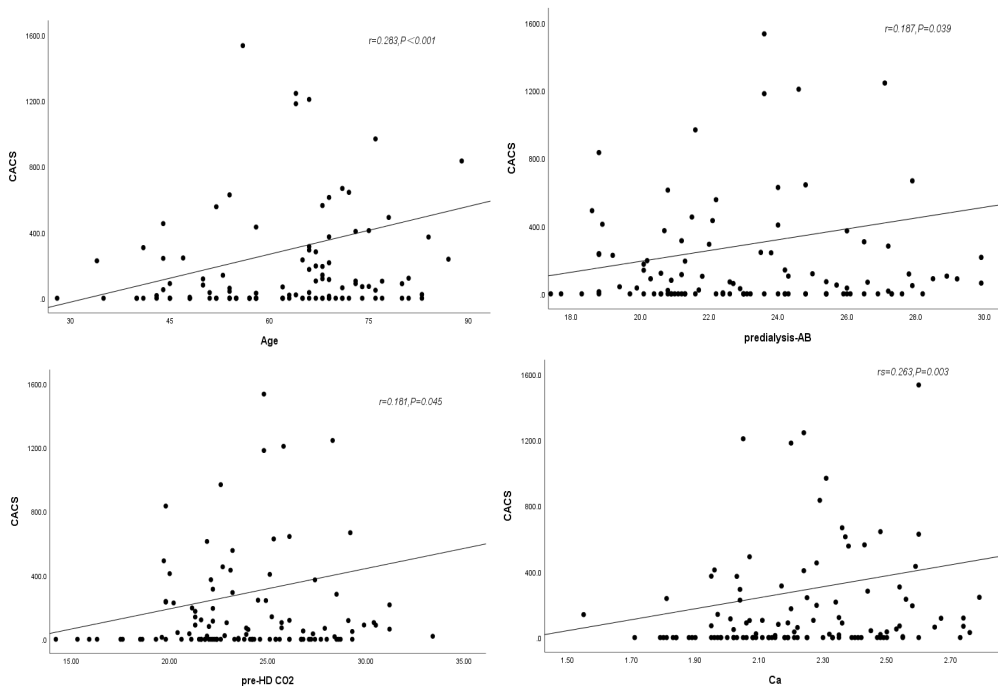 1600.0
r=0.283,P<0.001
1200.0
CACS
800.0
400.0
.0
30 45 60 75 90
Age
1600.0
r=0.187,P=0.039
1200.0
CACS
800.0
400.0
.0
18.0 20.0 22.0 24.0 26.0 28.0 30.0
predialysis-AB
1600.0
r=0.181,P=0.045
1200.0
CACS
800.0
400.0
.0
15.00 20.00 25.00 30.00 35.00
pre-HD CO2
1600.0
rs=0.263,P=0.003
1200.0
CACS
800.0
400.0
.0
1.50 1.70 1.90 2.10 2.30 2.50 2.70
Ca